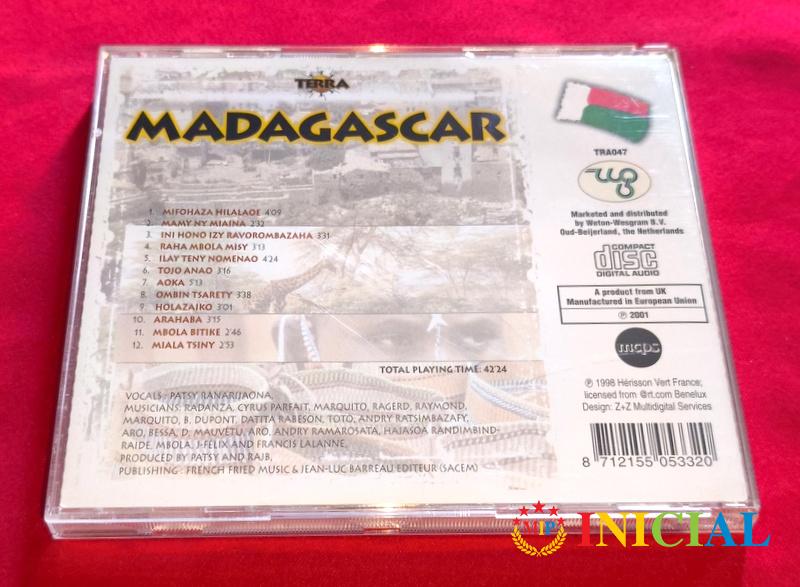 TERRA
MADAGASCAR
1. MIFOHAZA HILALAOE 4'09
2. MAMY NY MIAINA 2'32
3. INI HONO IZY RAVOROMBAZAHA 3'31
4. RAHA MBOLA MISY 3'13
5. ILAY TENY NOMENAO 4'24
6. TOJO ANAO 3'16
7. AOKA 5'13
8. OMBIN TSARETY 3'38
9. HOLAZAIKO 3'01
10. ARAHABA 3'15
11. MBOLA BITIKE 2'46
12. MIALA TSINY 2'53
TOTAL PLAYING TIME: 42'24
VOCALS : PATSY RANARIJAONA,
MUSICIANS: RADANZA, CYRUS PARFAIT, MARQUITO, RAGERD, RAYMOND,
MARQUITO, B. DUPONT, DATITA RABESON, TOTO, ANDRY RATSIMBAZAFY,
ARO, BESSA, D. MAUVETU, ARO, ANDRY RAMAROSATA, HAJASOA RANDIMBIND-
RAIDE, MBOLA, J-FELIX AND FRANCIS LALANNE,
PRODUCED BY PATSY AND RAJB,
PUBLISHING : FRENCH FRIED MUSIC & JEAN-LUC BARREAU EDITEUR (SACEM)
TRA047
wg
Marketed and distributed
by Weton-Wesgram B.V.
Oud-Beijerland, the Netherlands
COMPACT
disc
DIGITAL AUDIO
A product from UK
Manufactured in European Union
℗ 2001
mcps
℗ 1998 Hérisson Vert France,
licensed from @rt.com Benelux
Design: Z+Z Multidigital Services
8 712155 053320
VIP INICIAL